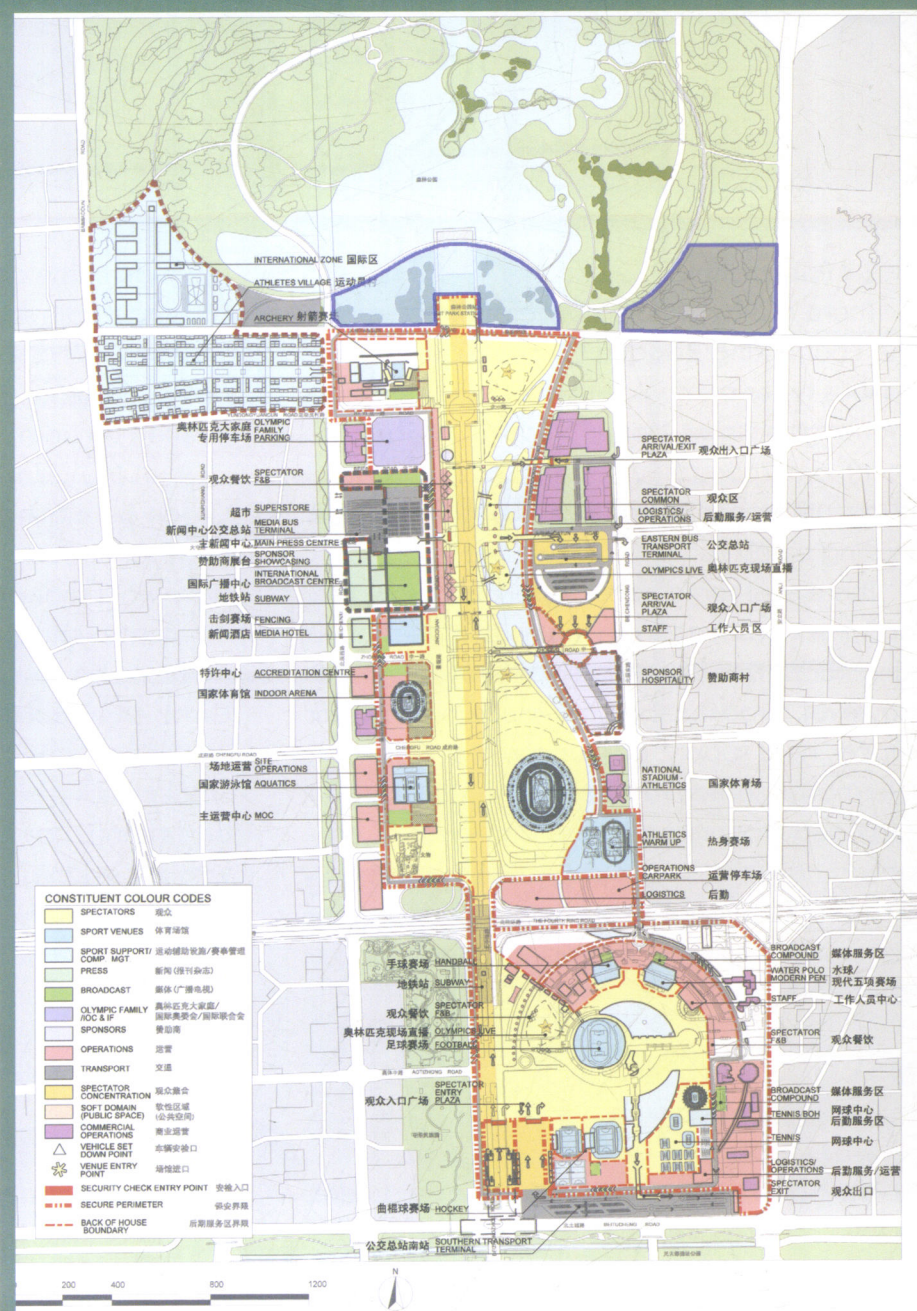 森林公园
INTERNATIONAL ZONE 国际区
ATHLETES VILLAGE 运动员村
ARCHERY 射箭赛场
奥林匹克大家庭 OLYMPIC
专用停车场 FAMILY
PARKING
观众餐饮 SPECTATOR
F&B
超市 SUPERSTORE
新闻中心公交总站 MEDIA BUS
TERMINAL
主新闻中心 MAIN PRESS CENTRE
赞助商展台 SPONSOR
SHOWCASING
国际广播中心 INTERNATIONAL
BROADCAST CENTRE
地铁站 SUBWAY
击剑赛场 FENCING
新闻酒店 MEDIA HOTEL
特许中心 ACCREDITATION CENTRE
国家体育馆 INDOOR ARENA
CHENGFU ROAD
场地运营 SITE
OPERATIONS
国家游泳馆 AQUATICS
主运营中心 MOC
SPECTATOR
ARRIVAL/EXIT 观众出入口广场
PLAZA
SPECTATOR 观众区
COMMON
LOGISTICS/ 后勤服务/运营
OPERATIONS
EASTERN BUS
TRANSPORT 公交总站
TERMINAL
OLYMPICS LIVE 奥林匹克现场直播
SPECTATOR
ARRIVAL 观众入口广场
PLAZA
STAFF 工作人员区
SPONSOR 赞助商村
HOSPITALITY
NATIONAL
STADIUM - 国家体育场
ATHLETICS
ATHLETICS 热身赛场
WARM UP
OPERATIONS 运营停车场
CARPARK
LOGISTICS 后勤
THE FOURTH RING ROAD
CONSTITUENT COLOUR CODES
SPECTATORS 观众
SPORT VENUES 体育场馆
SPORT SUPPORT/ 运动辅助设施/赛事管理
COMP MGT
PRESS 新闻(报刊杂志)
BROADCAST 媒体(广播电视)
OLYMPIC FAMILY 奥林匹克大家庭/
/IOC & IF 国际奥委会/国际联合会
SPONSORS 赞助商
OPERATIONS 运营
TRANSPORT 交通
SPECTATOR 观众集合
CONCENTRATION
SOFT DOMAIN 软性区域
(PUBLIC SPACE) (公共空间)
COMMERCIAL 商业运营
OPERATIONS
VEHICLE SET 车辆安检口
DOWN POINT
VENUE ENTRY 场馆进口
POINT
SECURITY CHECK ENTRY POINT 安检入口
SECURE PERIMETER 保安界限
BACK OF HOUSE 后期服务区界限
BOUNDARY
手球赛场 HANDBALL
地铁站 SUBWAY
观众餐饮 SPECTATOR
F&B
奥林匹克现场直播 OLYMPICS LIVE
足球赛场 FOOTBALL
AOTIZHONG ROAD
观众入口广场 SPECTATOR
ENTRY
PLAZA
曲棍球赛场 HOCKEY
公交总站南站 SOUTHERN TRANSPORT
TERMINAL
BROADCAST 媒体服务区
COMPOUND
WATER POLO 水球/
MODERN PENT 现代五项赛场
STAFF 工作人员中心
SPECTATOR 观众餐饮
F&B
BROADCAST 媒体服务区
COMPOUND
TENNIS BOH 网球中心
后勤服务区
TENNIS 网球中心
LOGISTICS/ 后勤服务/运营
OPERATIONS
SPECTATOR 观众出口
EXIT
200 400 800 1200
N